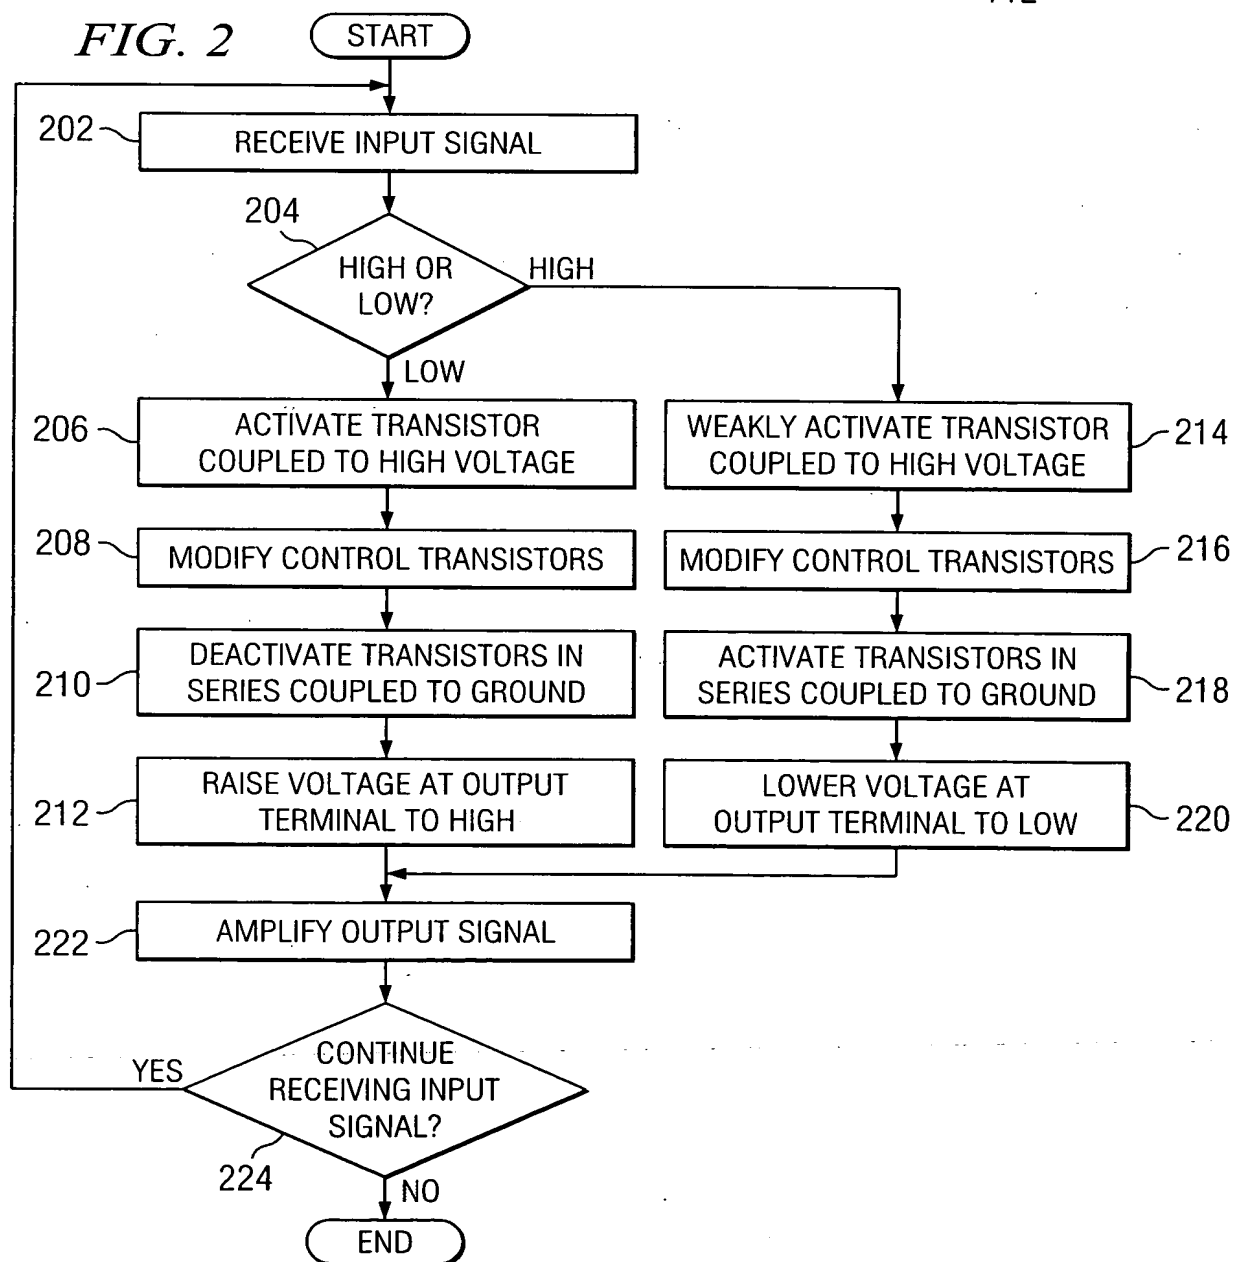 FIG. 2
START
202
RECEIVE INPUT SIGNAL
204
HIGH OR
LOW?
HIGH
LOW
206
ACTIVATE TRANSISTOR
COUPLED TO HIGH VOLTAGE
WEAKLY ACTIVATE TRANSISTOR
COUPLED TO HIGH VOLTAGE
214
208
MODIFY CONTROL TRANSISTORS
MODIFY CONTROL TRANSISTORS
216
210
DEACTIVATE TRANSISTORS IN
SERIES COUPLED TO GROUND
ACTIVATE TRANSISTORS IN
SERIES COUPLED TO GROUND
218
212
RAISE VOLTAGE AT OUTPUT
TERMINAL TO HIGH
LOWER VOLTAGE AT
OUTPUT TERMINAL TO LOW
220
222
AMPLIFY OUTPUT SIGNAL
YES
CONTINUE
RECEIVING INPUT
SIGNAL?
224
NO
END